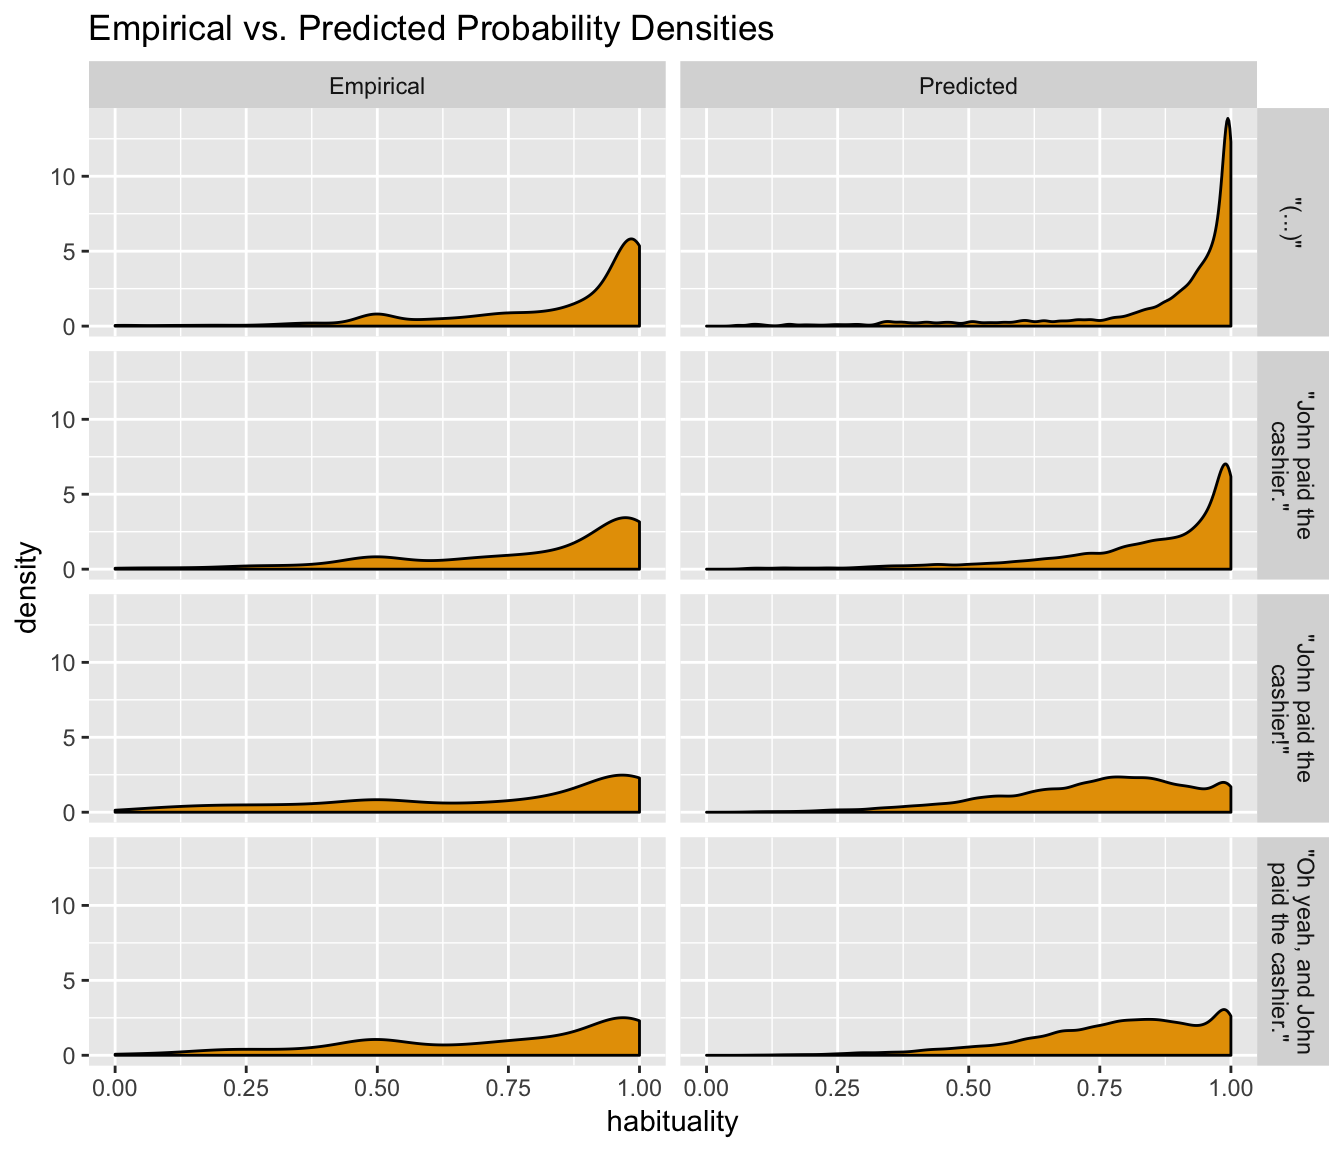 Empirical vs. Predicted Probability Densities
Empirical
Predicted
density
10
5
0
"(...)"
10
5
0
"John paid the
cashier."
10
5
0
"John paid the
cashier!"
10
5
0
"Oh yeah, and John
paid the cashier."
0.00 0.25 0.50 0.75 1.00
0.00 0.25 0.50 0.75 1.00
habituality